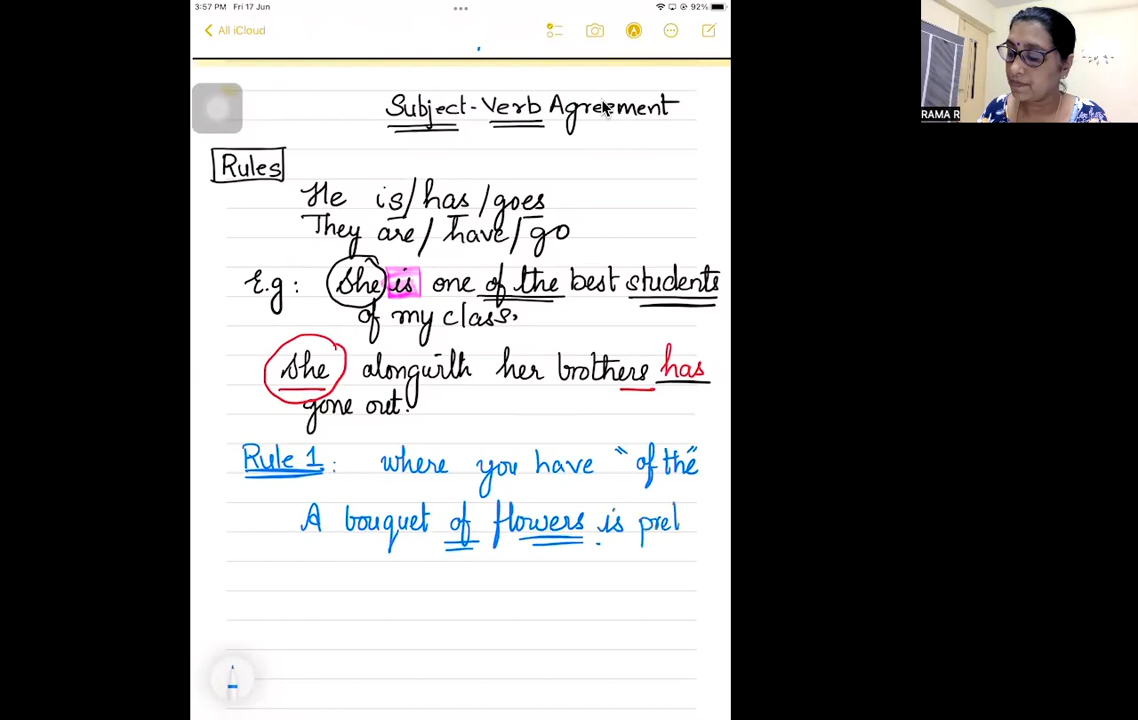 3:57 PM Fri 17 Jun
92%
All iCloud
RAMA R
Subject-Verb Agreement
Rules
He is/has/goes
They are/have/go
E.g: She is one of the best students
of my class.
She alongwith her brothers has
gone out.
Rule 1: where you have "of the"
A bouquet of flowers is pret